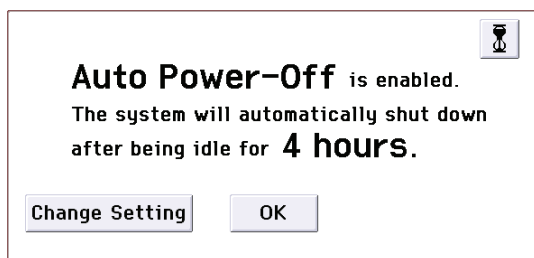 Auto Power-Off is enabled.
The system will automatically shut down
after being idle for 4 hours.
Change Setting
OK